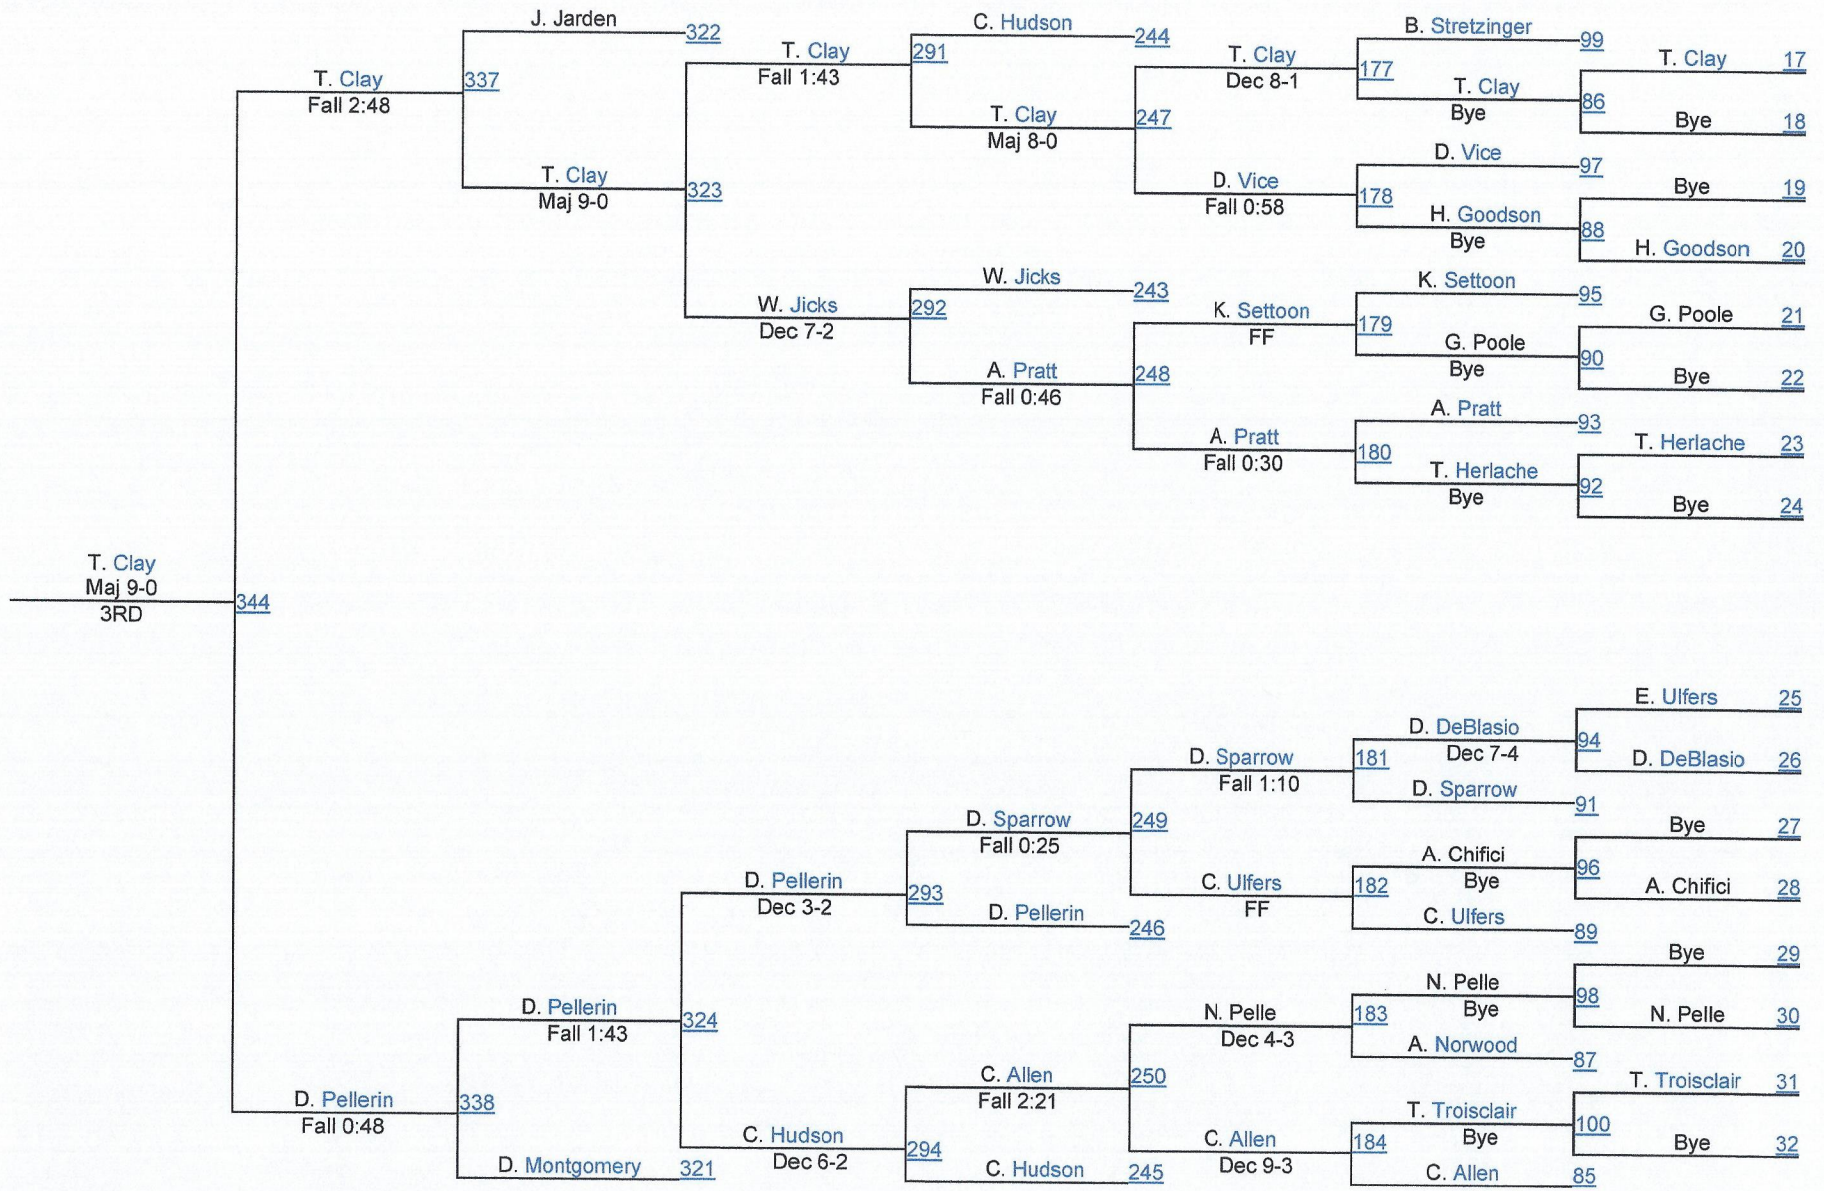 J. Jarden
322
T. Clay
Fall 2:48
337
T. Clay
Maj 9-0
323
T. Clay
Fall 1:43
291
C. Hudson
244
T. Clay
Maj 8-0
247
T. Clay
Dec 8-1
177
B. Stretzinger
99
T. Clay
Bye
86
T. Clay 17
Bye 18
D. Vice
Fall 0:58
178
D. Vice
97
H. Goodson
Bye
88
Bye 19
H. Goodson 20
W. Jicks
Dec 7-2
292
W. Jicks
243
A. Pratt
Fall 0:46
248
K. Settoon
FF
179
K. Settoon
95
G. Poole
Bye
90
G. Poole 21
Bye 22
A. Pratt
Fall 0:30
180
A. Pratt
93
T. Herlache
Bye
92
T. Herlache 23
Bye 24
T. Clay
Maj 9-0
3RD
344
D. Pellerin
Fall 0:48
338
D. Pellerin
Fall 1:43
324
D. Montgomery 321
D. Pellerin
Dec 3-2
293
D. Sparrow
Fall 0:25
249
D. Pellerin
246
D. Sparrow
Fall 1:10
181
D. DeBlasio
Dec 7-4
94
E. Ulfers 25
D. DeBlasio 26
D. Sparrow
91
C. Ulfers
FF
182
A. Chifici
Bye
96
Bye 27
A. Chifici 28
C. Ulfers
89
C. Hudson
Dec 6-2
294
C. Allen
Fall 2:21
250
C. Hudson 245
N. Pelle
Dec 4-3
183
N. Pelle
Bye
98
Bye 29
N. Pelle 30
A. Norwood
87
C. Allen
Dec 9-3
184
T. Troisclair
Bye
100
T. Troisclair 31
Bye 32
C. Allen 85